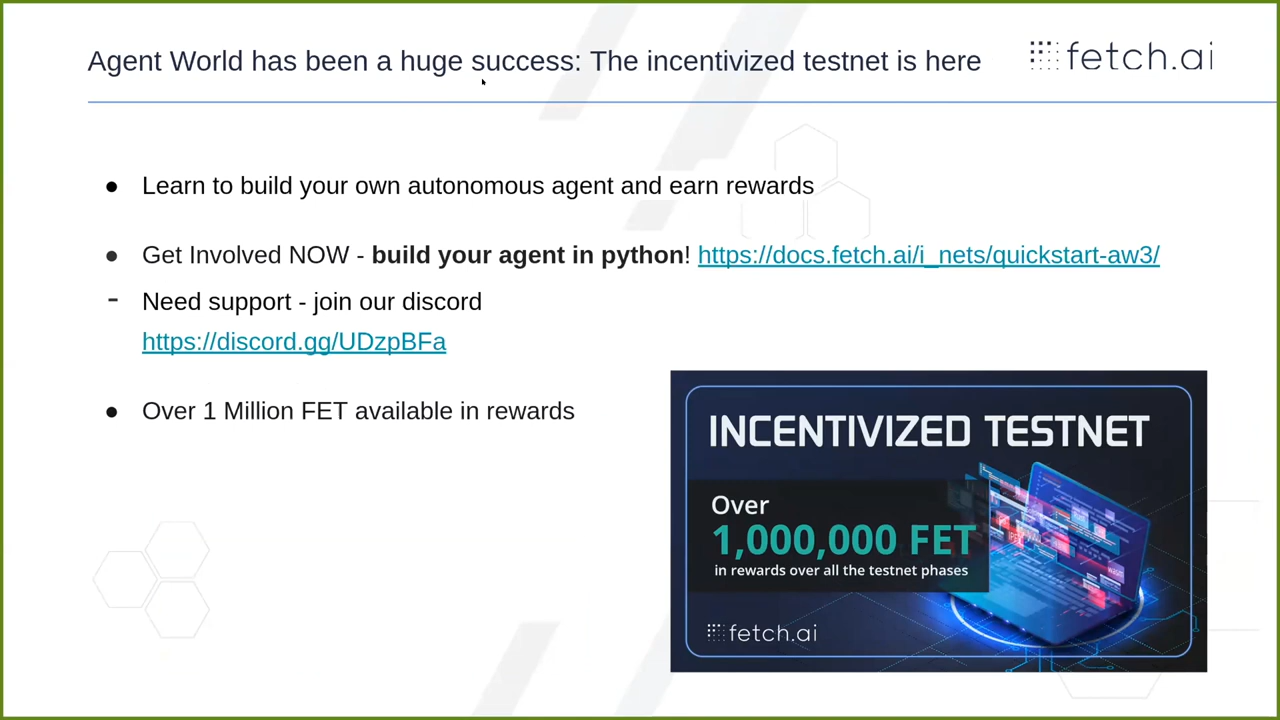 Agent World has been a huge success: The incentivized testnet is here
fetch.ai
● Learn to build your own autonomous agent and earn rewards
● Get Involved NOW - build your agent in python! https://docs.fetch.ai/i_nets/quickstart-aw3/
- Need support - join our discord
https://discord.gg/UDzpBFa
● Over 1 Million FET available in rewards
INCENTIVIZED TESTNET
Over
1,000,000 FET
in rewards over all the testnet phases
fetch.ai